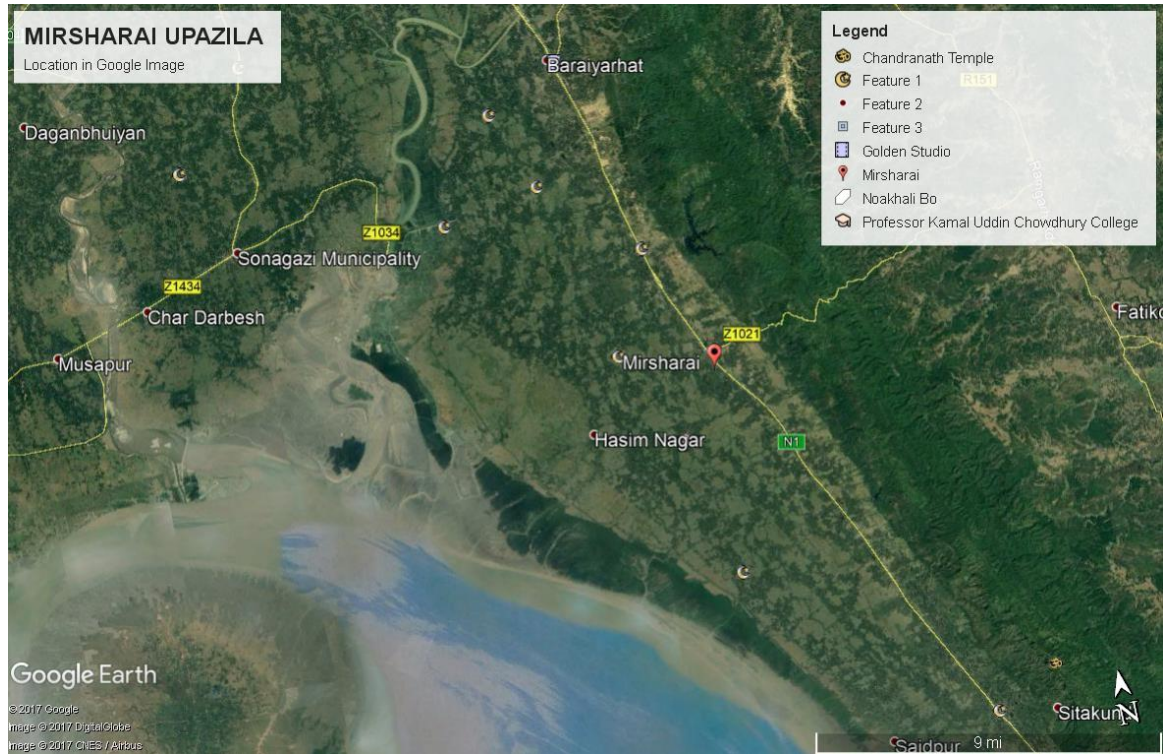 MIRSHARAI UPAZILA
Location in Google Image
Legend
Chandranath Temple
Feature 1
Feature 2
Feature 3
Golden Studio
Mirsharai
Noakhali Bo
Professor Kamal Uddin Chowdhury College
R151
Baraiyarhat
Daganbhuiyan
Z1034
Sonagazi Municipality
Z1434
Char Darbesh
Fatikc
Z1021
Musapur
Mirsharai
Hasim Nagar
N1
Google Earth
© 2017 Google
Image © 2017 DigitalGlobe
Image © 2017 CNES / Airbus
N
Sitakund
Saidpur
9 mi